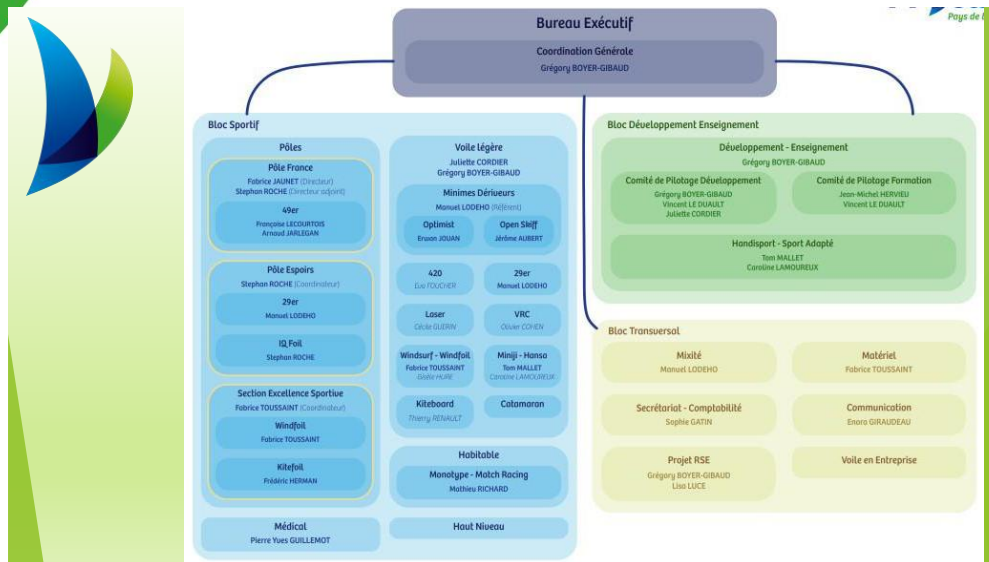 Pays de l
Bureau Exécutif
Coordination Générale
Grégory BOYER-GIBAUD
Bloc Sportif
Pôles
Pôle France
Fabrice JAUNET (Directeur)
Stephan ROCHE (Directeur adjoint)
49er
Françoise LECOURTOIS
Arnaud JARLEGAN
Pôle Espoirs
Stephan ROCHE (Coordinateur)
29er
Manuel LODEHO
IQ Foil
Stephan ROCHE
Section Excellence Sportive
Fabrice TOUSSAINT (Coordinateur)
Windfoil
Fabrice TOUSSAINT
Kitefoil
Frédéric HERMAN
Médical
Pierre Yves GUILLEMOT
Voile légère
Juliette CORDIER
Grégory BOYER-GIBAUD
Minimes Dériveurs
Manuel LODEHO (Référent)
Optimist
Erwan JOUAN
Open Skiff
Jérôme AUBERT
420
Eva FOUCHER
29er
Manuel LODEHO
Laser
Cécile GUERIN
VRC
Olivier COHEN
Windsurf - Windfoil
Fabrice TOUSSAINT
Gisèle HURE
Miniji - Hansa
Tom MALLET
Caroline LAMOUREUX
Kiteboard
Thierry RENAULT
Catamaran
Habitable
Monotype - Match Racing
Mathieu RICHARD
Haut Niveau
Bloc Développement Enseignement
Développement - Enseignement
Grégory BOYER-GIBAUD
Comité de Pilotage Développement
Grégory BOYER-GIBAUD
Vincent LE DUAULT
Juliette CORDIER
Comité de Pilotage Formation
Jean-Michel HERVIEU
Vincent LE DUAULT
Handisport - Sport Adapté
Tom MALLET
Caroline LAMOUREUX
Bloc Transversal
Mixité
Manuel LODEHO
Matériel
Fabrice TOUSSAINT
Secrétariat - Comptabilité
Sophie GATIN
Communication
Enora GIRAUDEAU
Projet RSE
Grégory BOYER-GIBAUD
Lisa LUCE
Voile en Entreprise